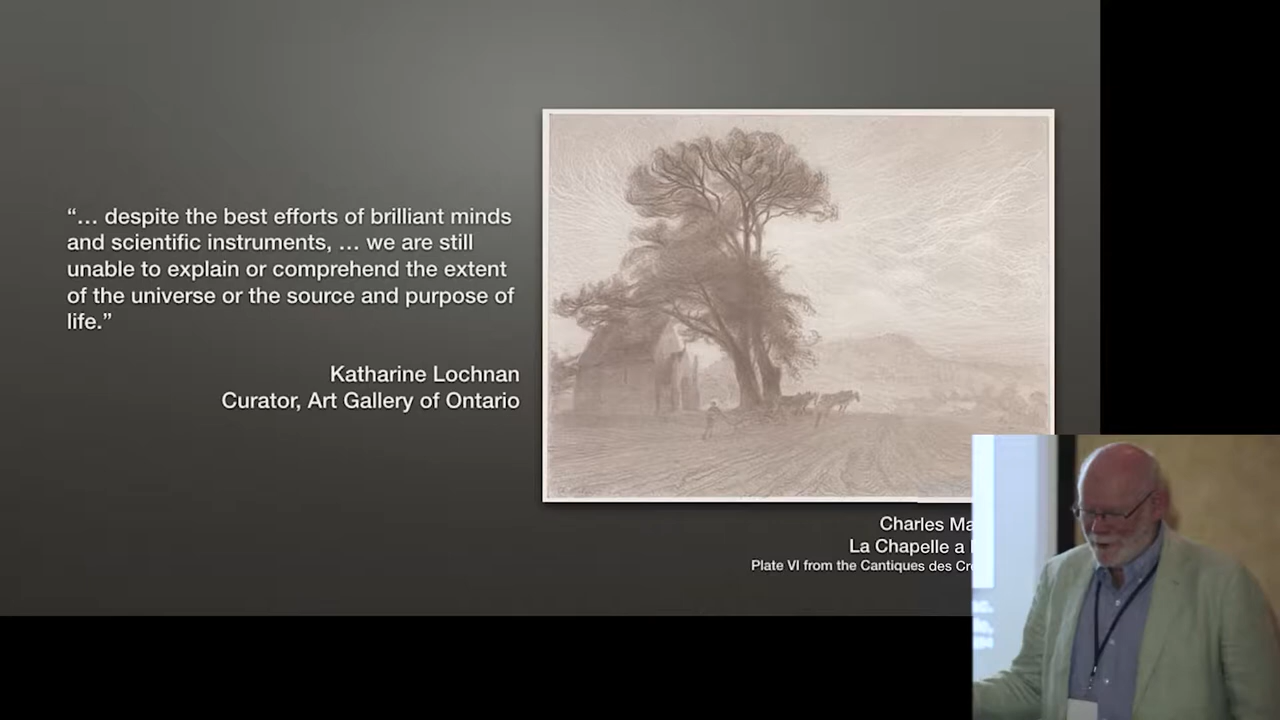 “… despite the best efforts of brilliant minds
and scientific instruments, … we are still
unable to explain or comprehend the extent
of the universe or the source and purpose of
life.”
Katharine Lochnan
Curator, Art Gallery of Ontario
Charles
La Chapelle a
Plate VI from the Cantiques des